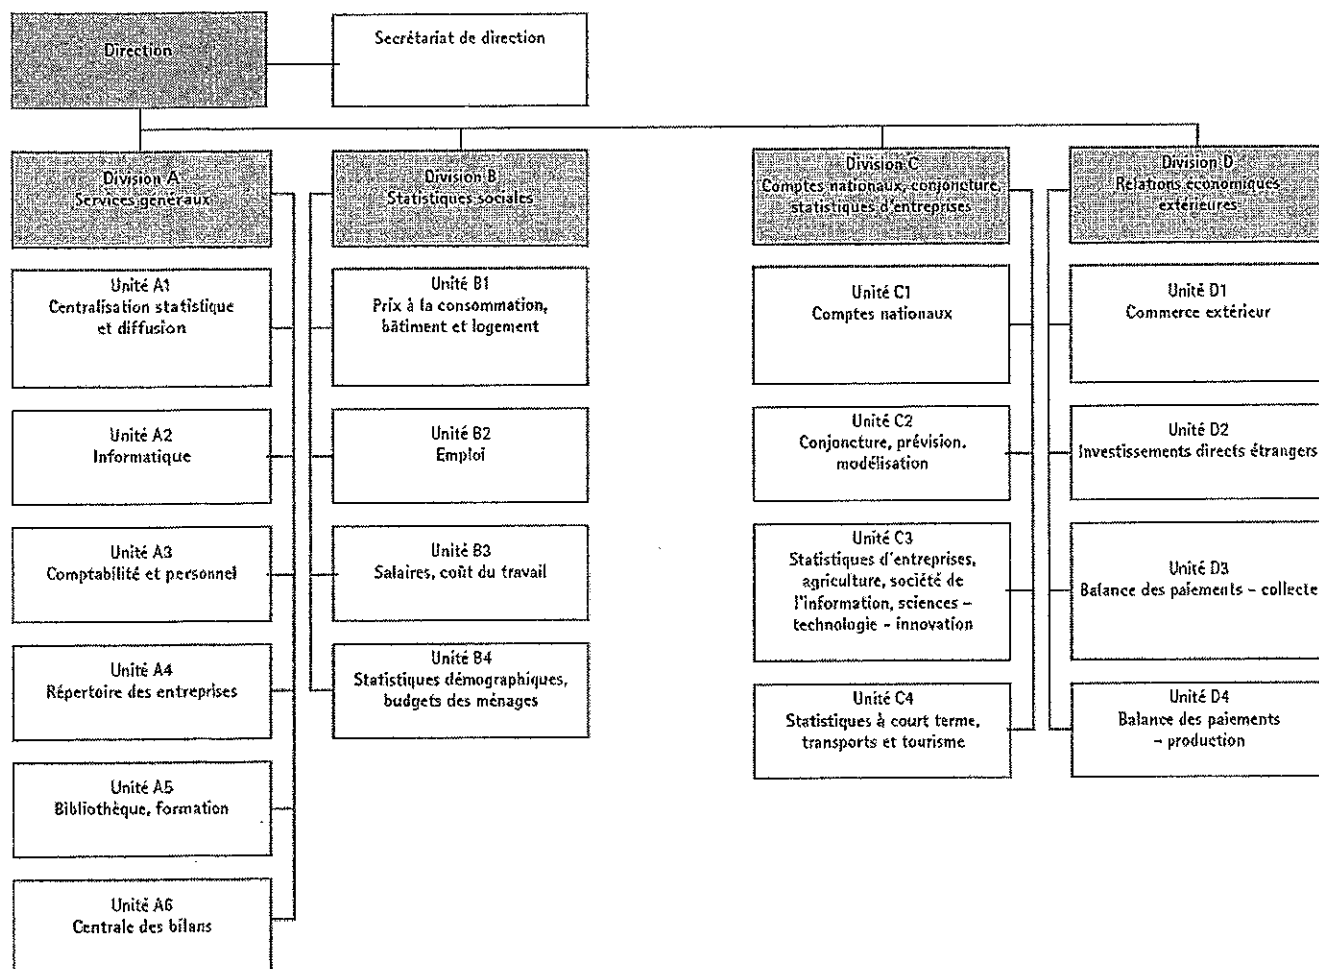 Direction
Secrétariat de direction
Division A
Services généraux
Unité A1
Centralisation statistique
et diffusion
Unité A2
Informatique
Unité A3
Comptabilité et personnel
Unité A4
Répertoire des entreprises
Unité A5
Bibliothèque, formation
Unité A6
Centrale des bilans
Division B
Statistiques sociales
Unité B1
Prix à la consommation,
bâtiment et logement
Unité B2
Emploi
Unité B3
Salaires, coût du travail
Unité B4
Statistiques démographiques,
budgets des ménages
Division C
Comptes nationaux, conjoncture,
statistiques d'entreprises
Unité C1
Comptes nationaux
Unité C2
Conjoncture, prévision,
modélisation
Unité C3
Statistiques d'entreprises,
agriculture, société de
l'information, sciences –
technologie – innovation
Unité C4
Statistiques à court terme,
transports et tourisme
Division D
Relations économiques
extérieures
Unité D1
Commerce extérieur
Unité D2
Investissements directs étrangers
Unité D3
Balance des paiements – collecte
Unité D4
Balance des paiements
– production